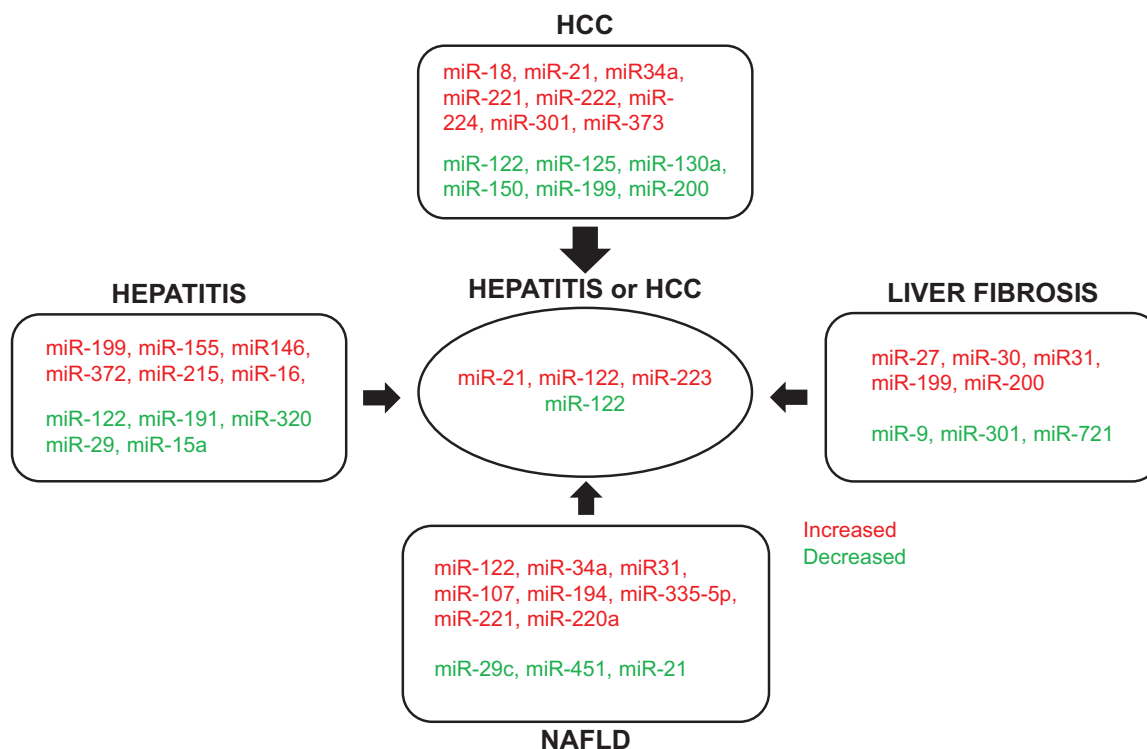 HCC
miR-18, miR-21, miR34a,
miR-221, miR-222, miR-
224, miR-301, miR-373
miR-122, miR-125, miR-130a,
miR-150, miR-199, miR-200
HEPATITIS
miR-199, miR-155, miR146,
miR-372, miR-215, miR-16,
miR-122, miR-191, miR-320
miR-29, miR-15a
HEPATITIS or HCC
miR-21, miR-122, miR-223
miR-122
LIVER FIBROSIS
miR-27, miR-30, miR31,
miR-199, miR-200
miR-9, miR-301, miR-721
Increased
Decreased
miR-122, miR-34a, miR31,
miR-107, miR-194, miR-335-5p,
miR-221, miR-220a
miR-29c, miR-451, miR-21
NAFLD